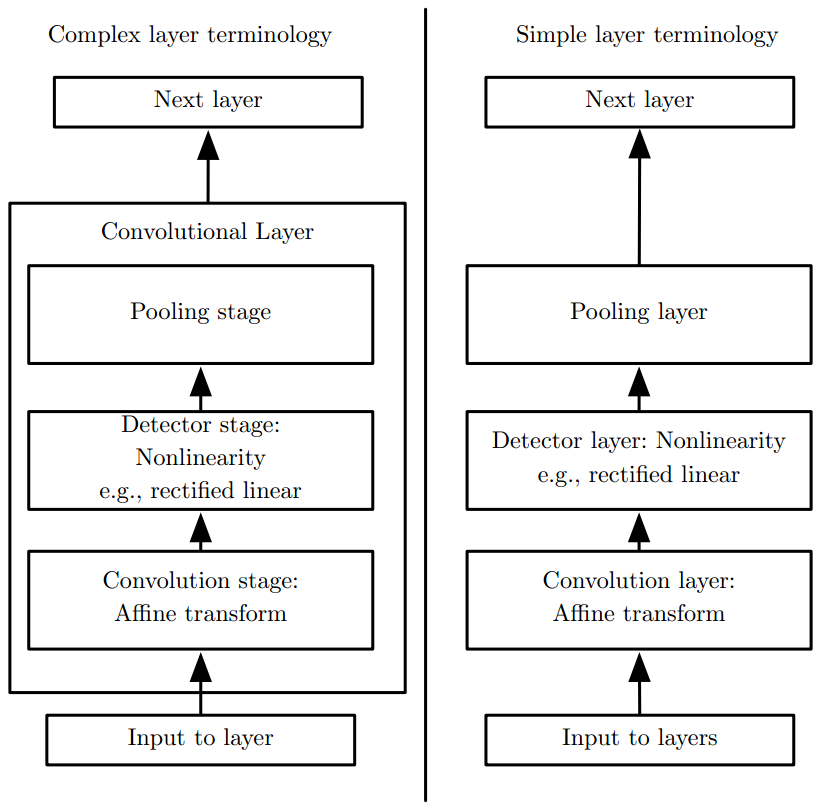 Complex layer terminology
Next layer
Convolutional Layer
Pooling stage
Detector stage:
Nonlinearity
e.g., rectified linear
Convolution stage:
Affine transform
Input to layer
Simple layer terminology
Next layer
Pooling layer
Detector layer: Nonlinearity
e.g., rectified linear
Convolution layer:
Affine transform
Input to layers